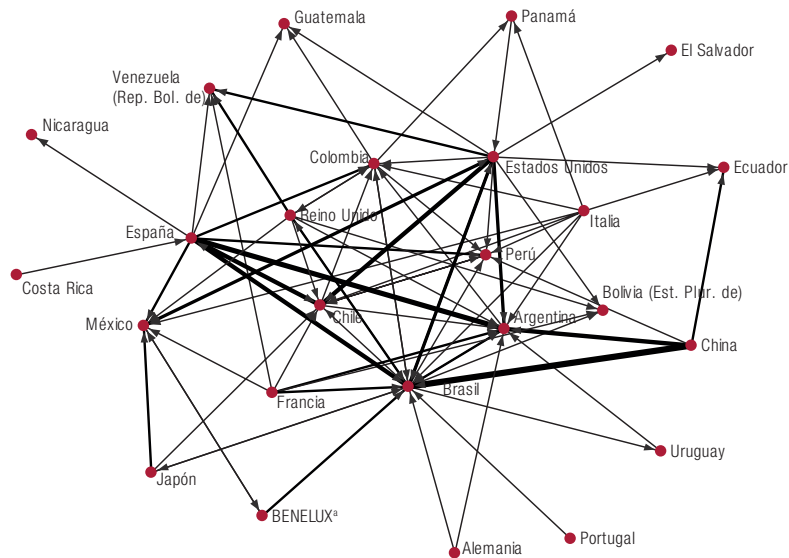 Guatemala
Panamá
El Salvador
Venezuela
(Rep. Bol. de)
Nicaragua
Colombia
Estados Unidos
Ecuador
Reino Unido
Italia
España
Perú
Costa Rica
Bolivia (Est. Plur. de)
México
Chile
Argentina
China
Francia
Brasil
Uruguay
Japón
BENELUXª
Portugal
Alemania